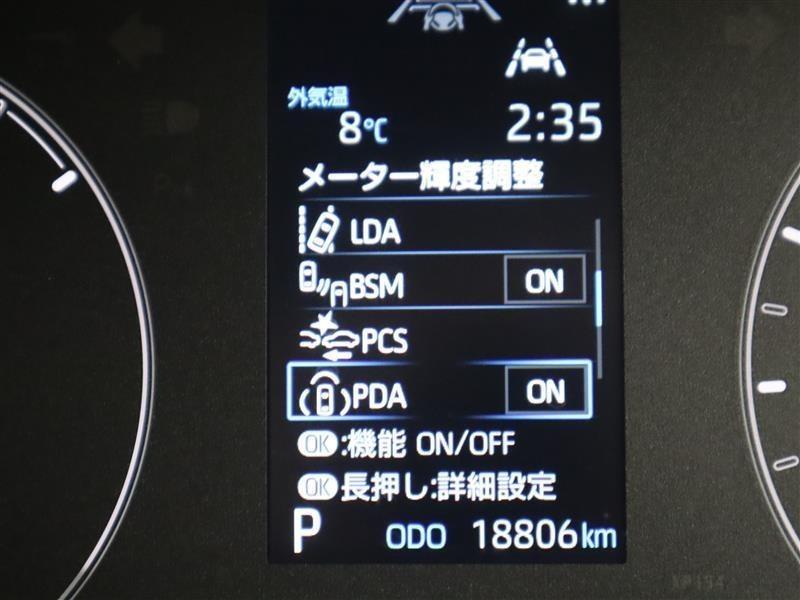 外気温
8℃ 2:35
メーター輝度調整
LDA
BSM ON
PCS
PDA ON
OK:機能 ON/OFF
OK長押し:詳細設定
P ODO 18806km